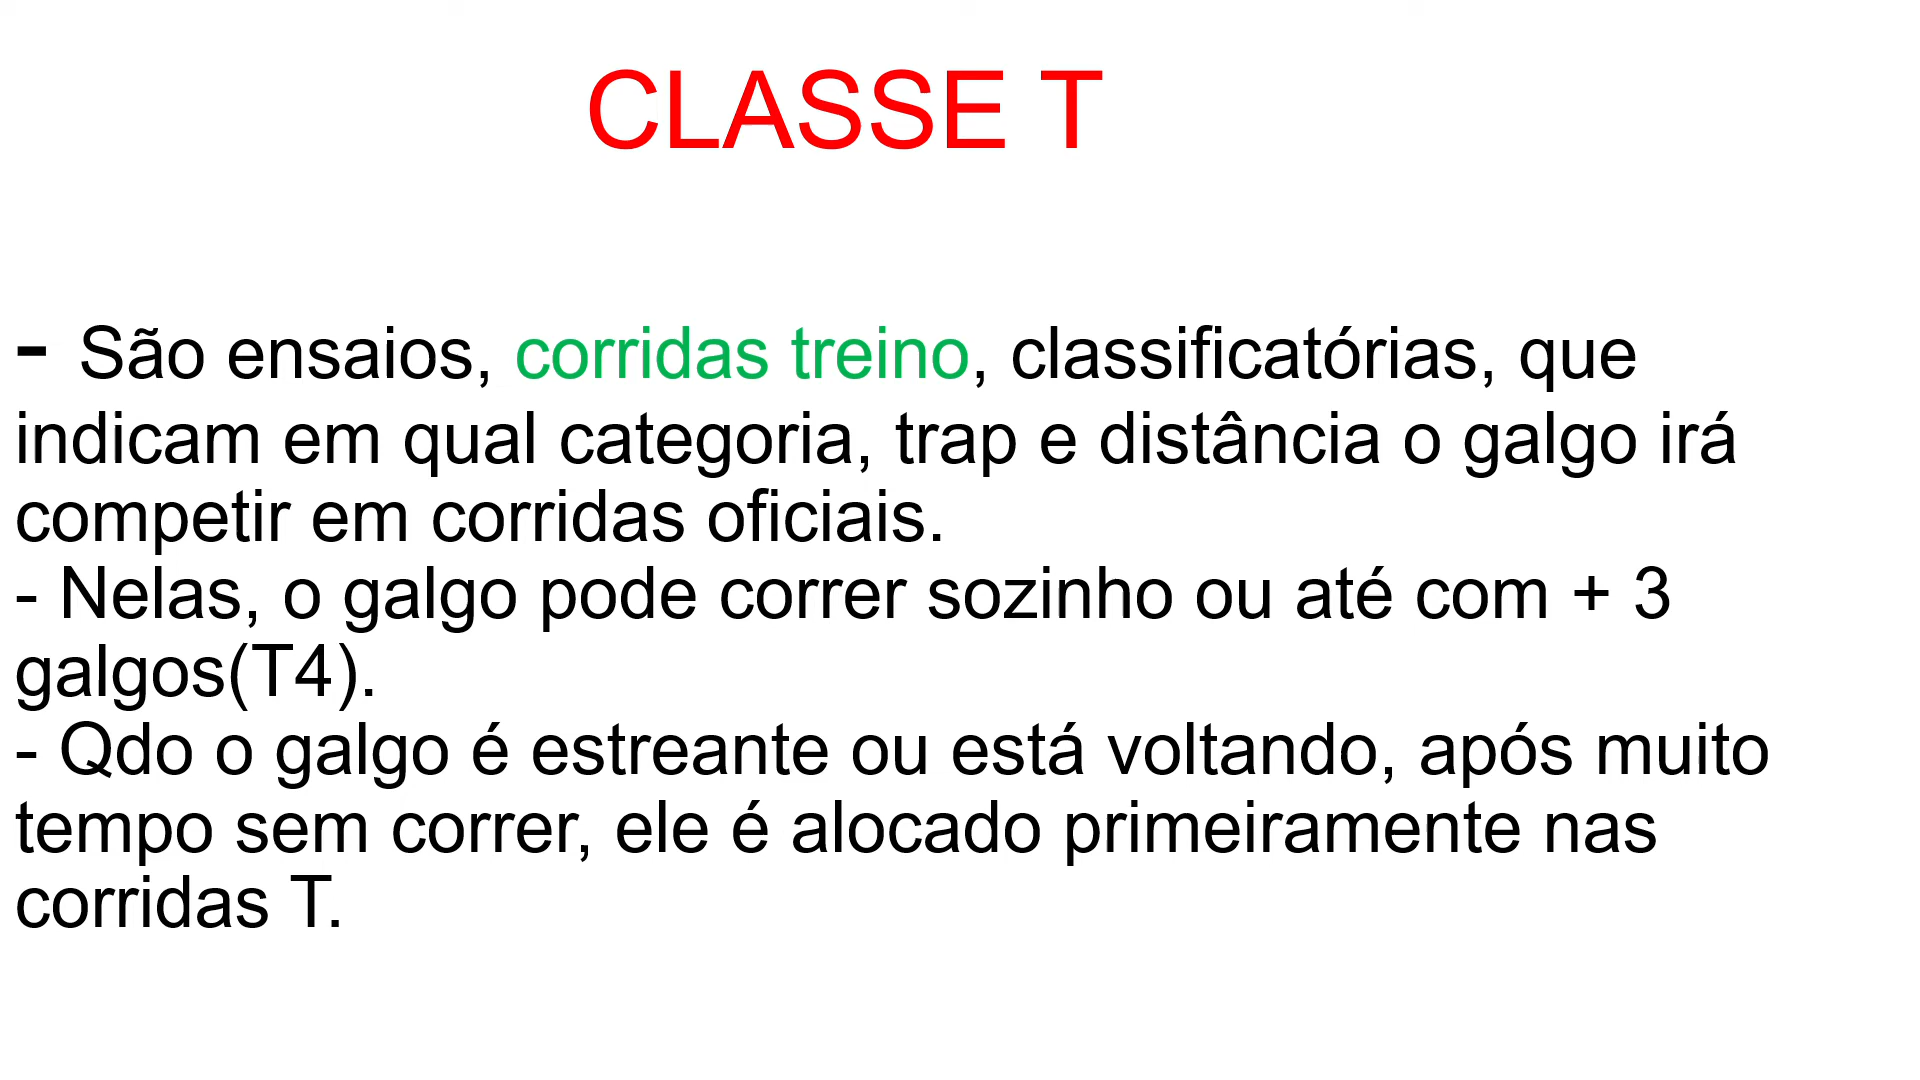 CLASSE T
- São ensaios, corridas treino, classificatórias, que
indicam em qual categoria, trap e distância o galgo irá
competir em corridas oficiais.
- Nelas, o galgo pode correr sozinho ou até com + 3
galgos(T4).
- Qdo o galgo é estreante ou está voltando, após muito
tempo sem correr, ele é alocado primeiramente nas
corridas T.